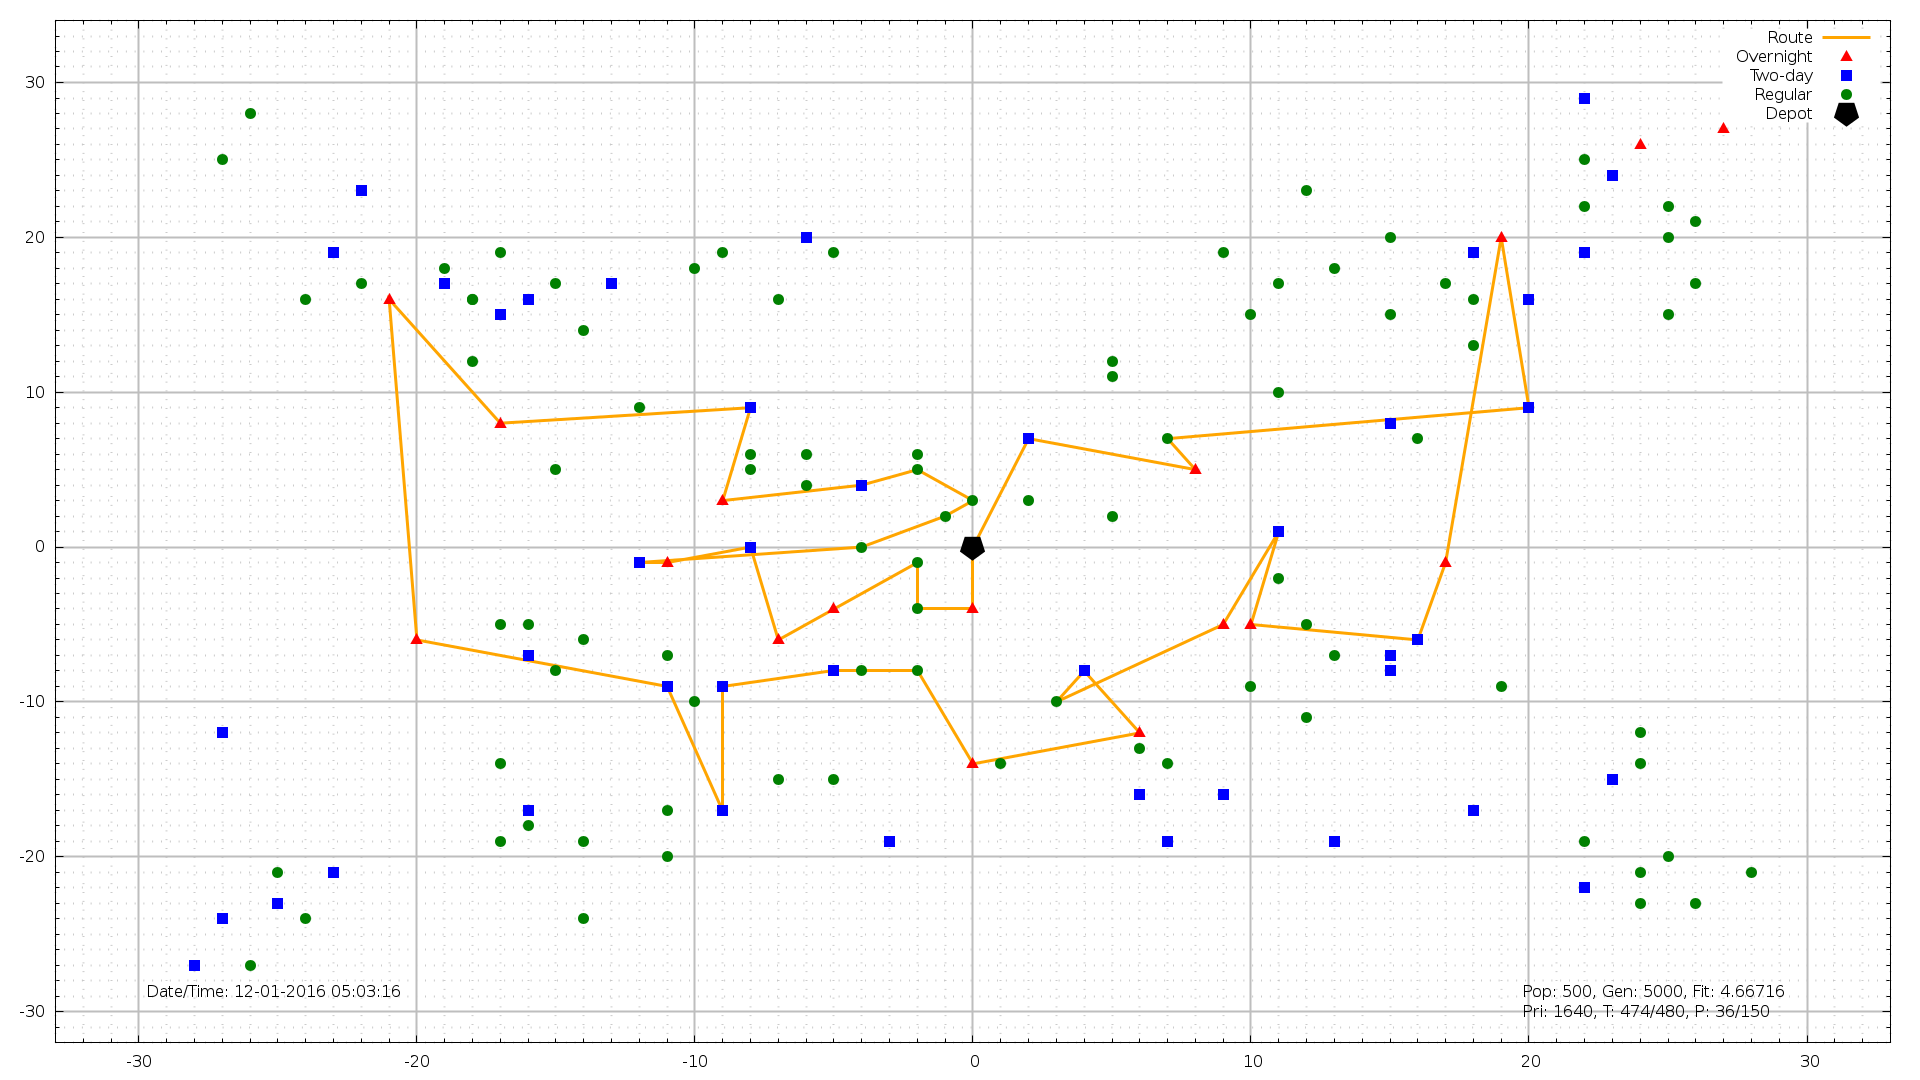 Route
Overnight
Two-day
Regular
Depot
30
20
10
0
-10
-20
-30
Date/Time: 12-01-2016 05:03:16
Pop: 500, Gen: 5000, Fit: 4.66716
Pri: 1640, T: 474/480, P: 36/150
-30 -20 -10 0 10 20 30